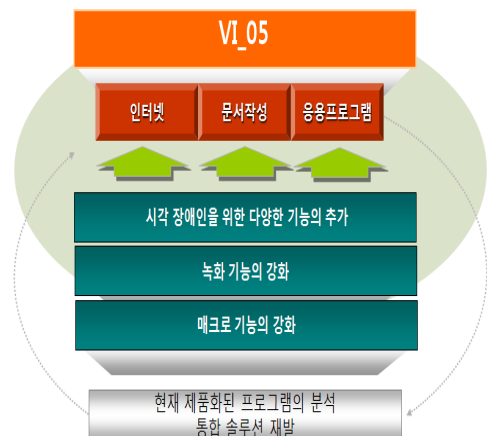 VI_05
인터넷
문서작성
응용프로그램
시각 장애인을 위한 다양한 기능의 추가
녹화 기능의 강화
매크로 기능의 강화
현재 제품화된 프로그램의 분석
통합 솔루션 재발